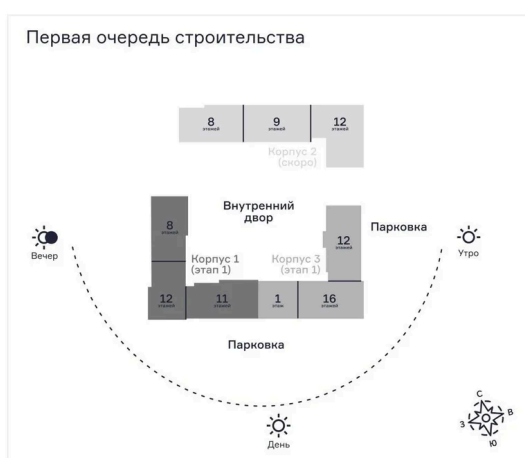 Первая очередь строительства
8
этажей
9
этажей
12
этажей
Корпус 2
(скоро)
8
этажей
Внутренний
двор
12
этажей
Парковка
Вечер
Утро
Корпус 1
(этап 1)
Корпус 3
(этап 1)
12
этажей
11
этажей
1
этаж
16
этажей
Парковка
День
С
В
З
Ю